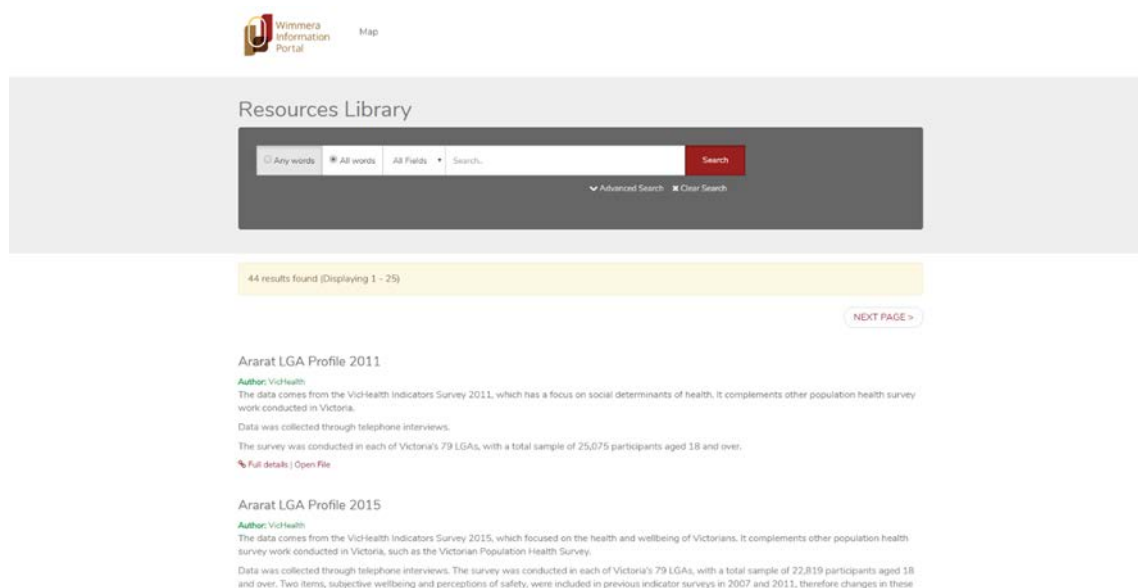 Wimmera
Information
Portal
Map
Resources Library
Any words All words All Fields Search.. Search
Advanced Search Clear Search
44 results found (Displaying 1 - 25)
NEXT PAGE >
Ararat LGA Profile 2011
Author: VicHealth
The data comes from the VicHealth Indicators Survey 2011, which has a focus on social determinants of health. It complements other population health survey
work conducted in Victoria.
Data was collected through telephone interviews.
The survey was conducted in each of Victoria's 79 LGAs, with a total sample of 25,075 participants aged 18 and over.
Full details | Open File
Ararat LGA Profile 2015
Author: VicHealth
The data comes from the VicHealth Indicators Survey 2015, which focused on the health and wellbeing of Victorians. It complements other population health
survey work conducted in Victoria, such as the Victorian Population Health Survey.
Data was collected through telephone interviews. The survey was conducted in each of Victoria's 79 LGAs, with a total sample of 22,819 participants aged 18
and over. Two items, subjective wellbeing and perceptions of safety, were included in previous indicator surveys in 2007 and 2011, therefore changes in these